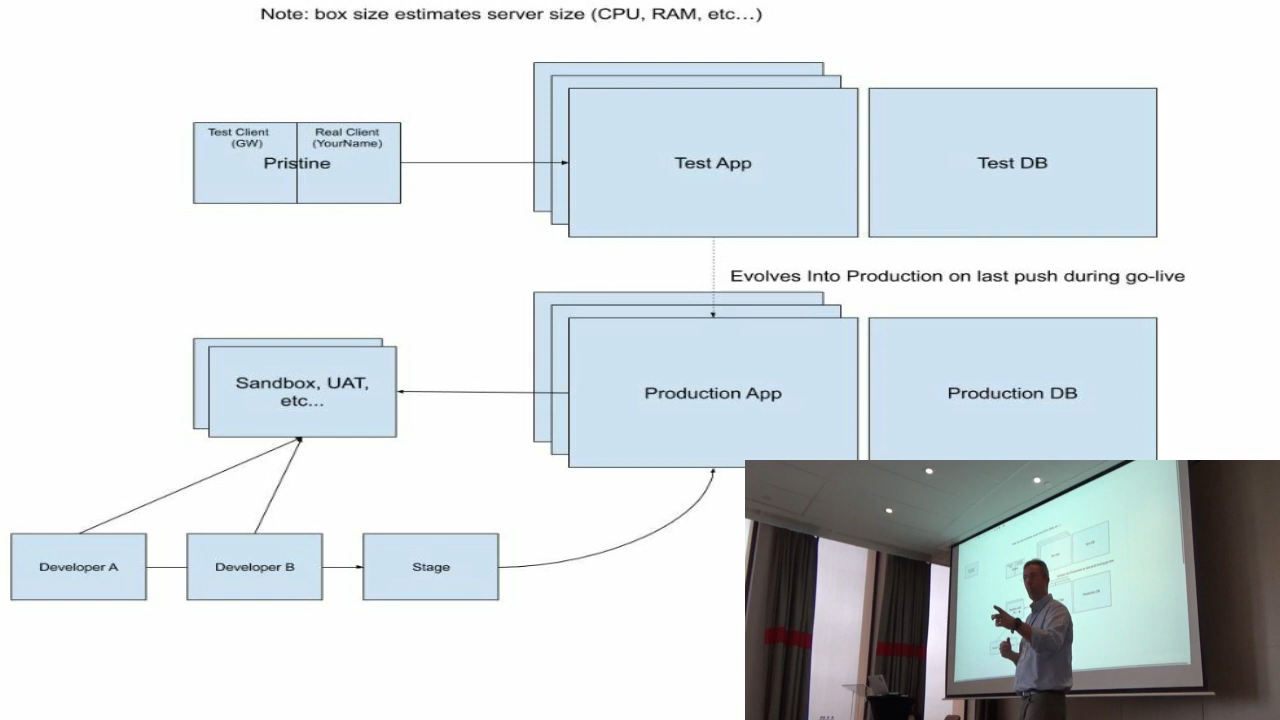 Note: box size estimates server size (CPU, RAM, etc…)
Test Client
(GW)
Real Client
(YourName)
Pristine
Test App
Test DB
Evolves Into Production on last push during go-live
Sandbox, UAT,
etc...
Production App
Production DB
Developer A
Developer B
Stage